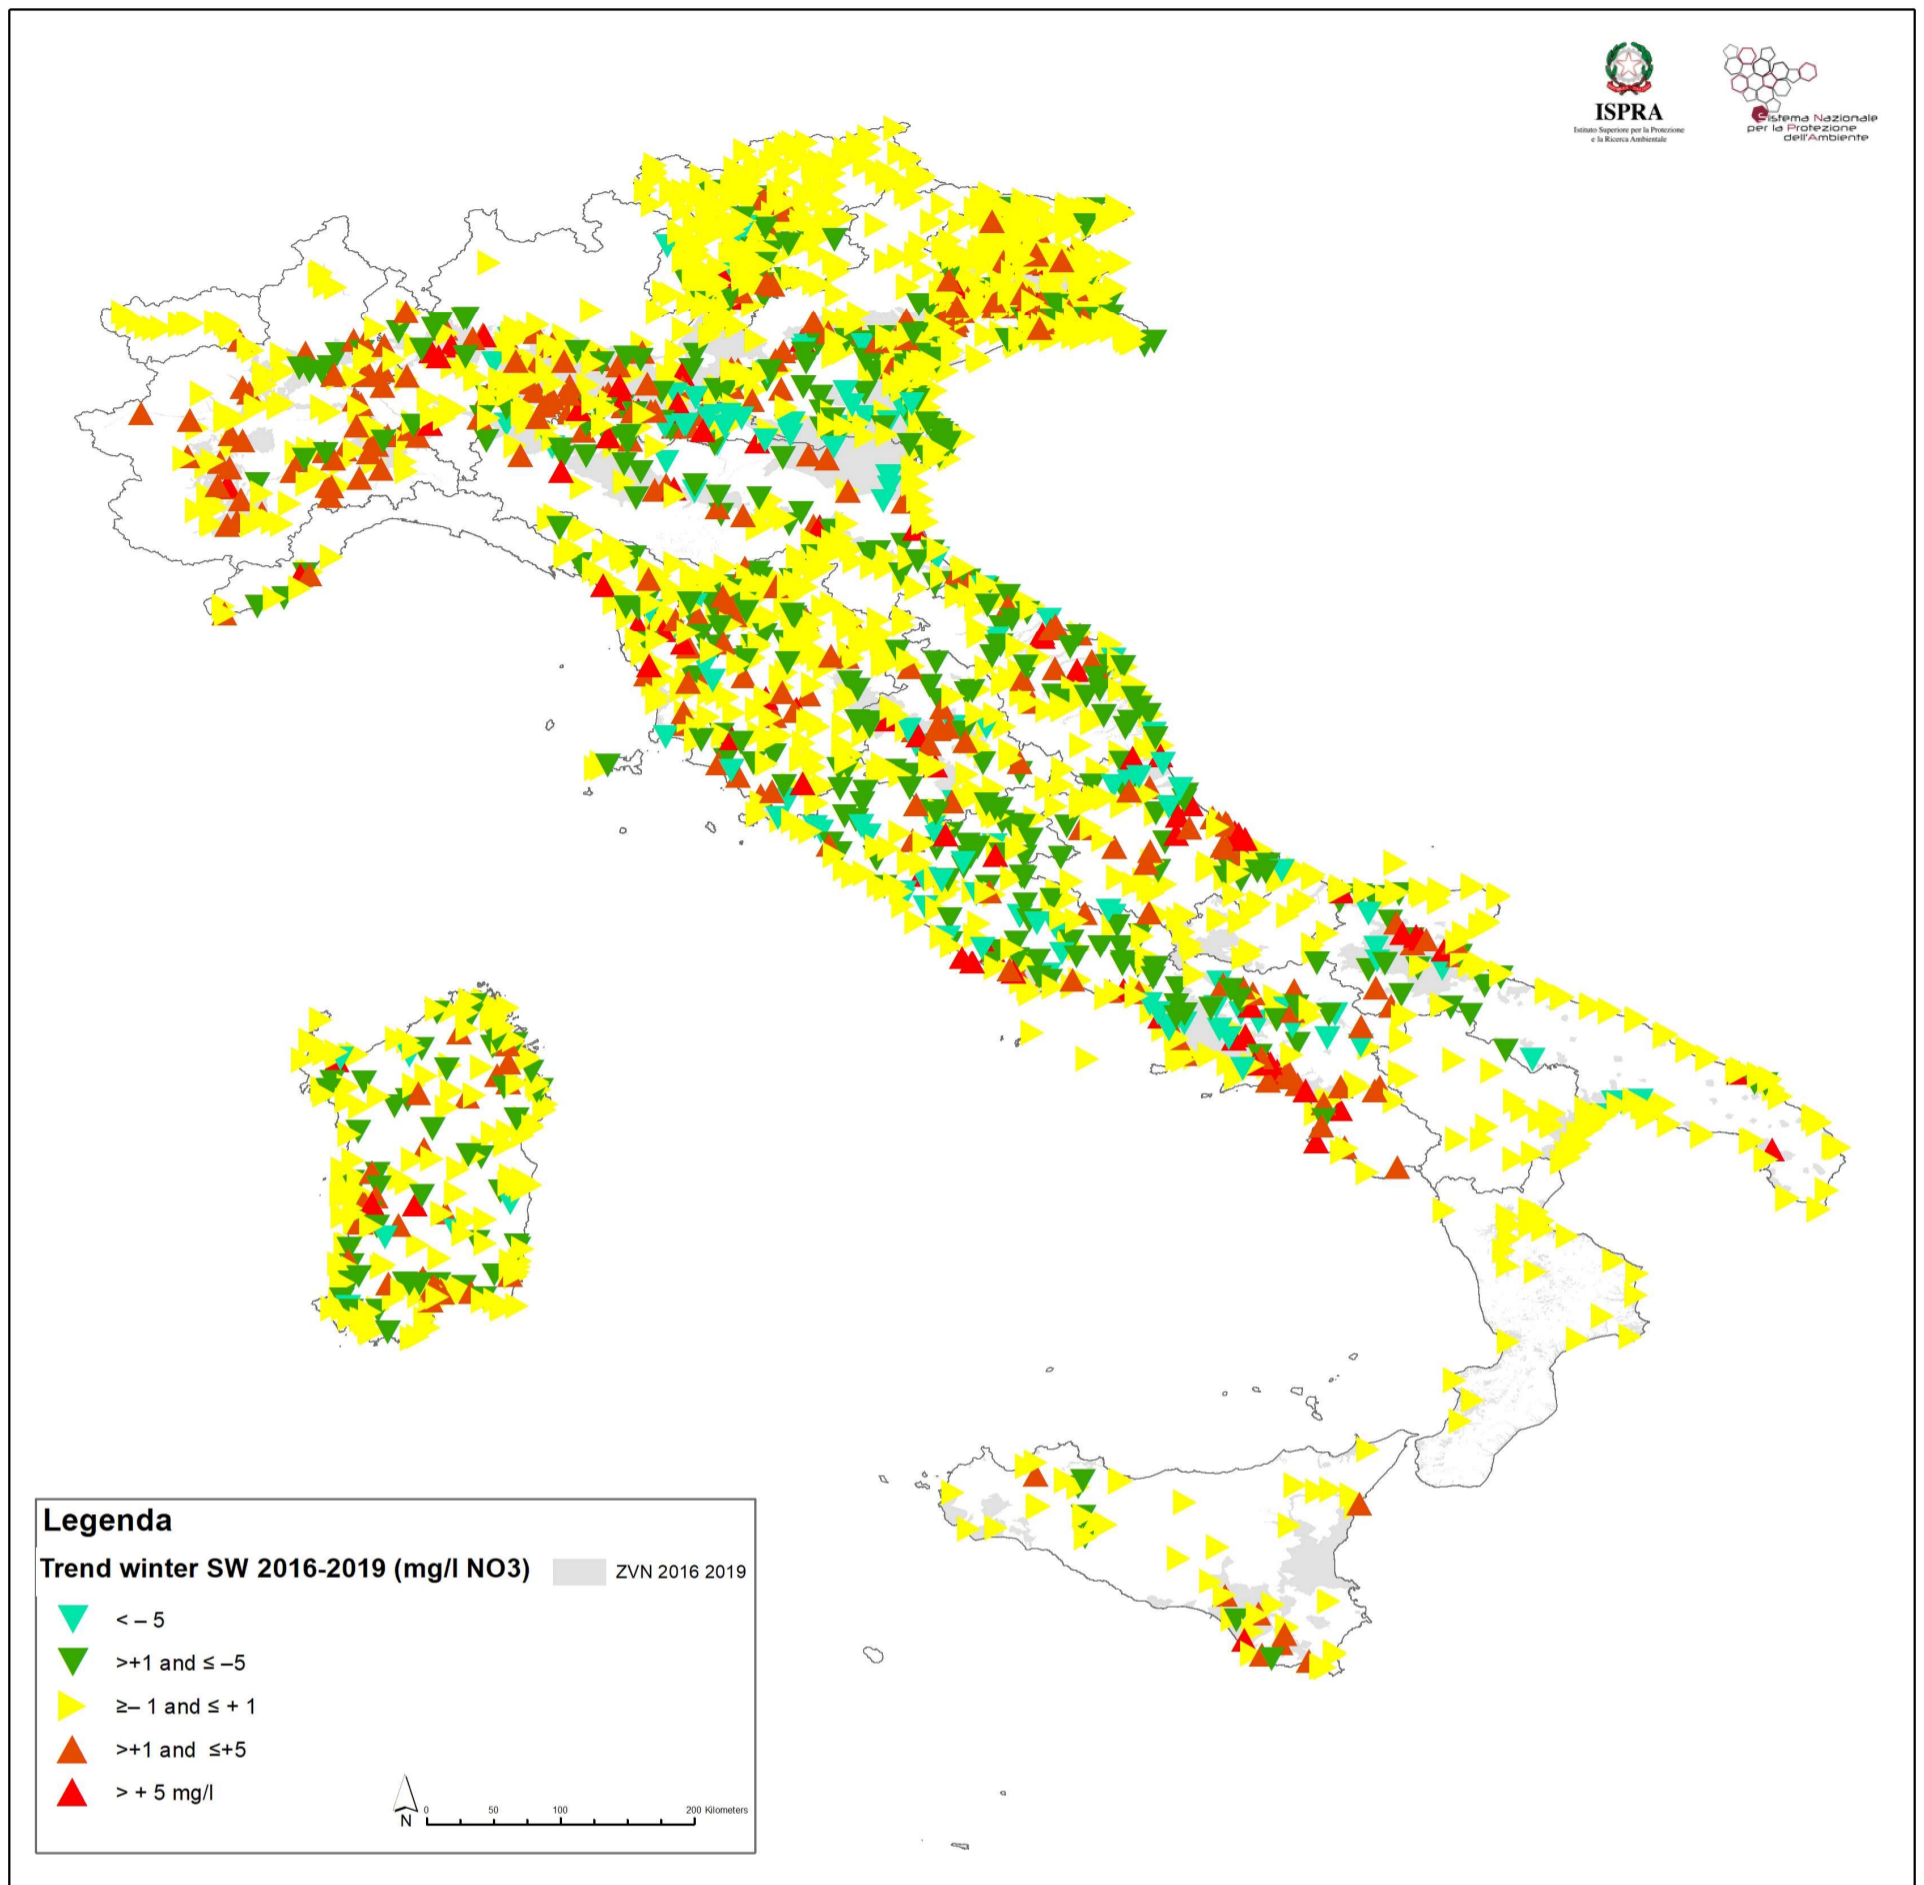 ISPRA
Istituto Superiore per la Protezione
e la Ricerca Ambientale
Sistema Nazionale
per la Protezione
dell'Ambiente
Legenda
Trend winter SW 2016-2019 (mg/l NO3)
ZVN 2016 2019
< – 5
>+1 and ≤ –5
≥– 1 and ≤ + 1
>+1 and ≤+5
> + 5 mg/l
N
0 50 100 200 Kilometers